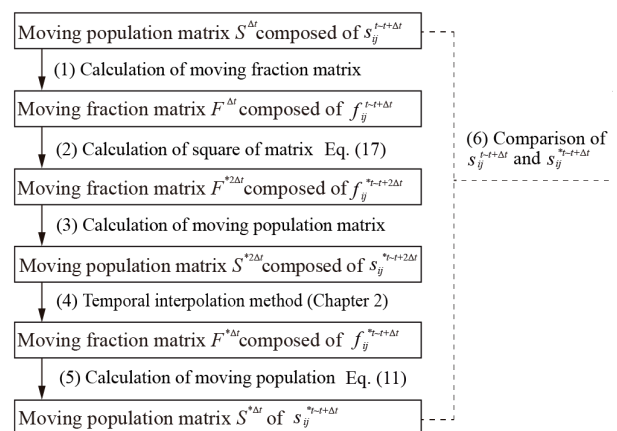 Moving population matrix S^Δt composed of s_ij^t~t+Δt
(1) Calculation of moving fraction matrix
Moving fraction matrix F^Δt composed of f_ij^t~t+Δt
(2) Calculation of square of matrix Eq. (17)
Moving fraction matrix F^*2Δt composed of f_ij^*t~t+2Δt
(3) Calculation of moving population matrix
Moving population matrix S^*2Δt composed of s_ij^*t~t+2Δt
(4) Temporal interpolation method (Chapter 2)
Moving fraction matrix F^*Δt composed of f_ij^*t~t+Δt
(5) Calculation of moving population Eq. (11)
Moving population matrix S^*Δt of s_ij^*t~t+Δt
(6) Comparison of
s_ij^t~t+Δt and s_ij^*t~t+Δt